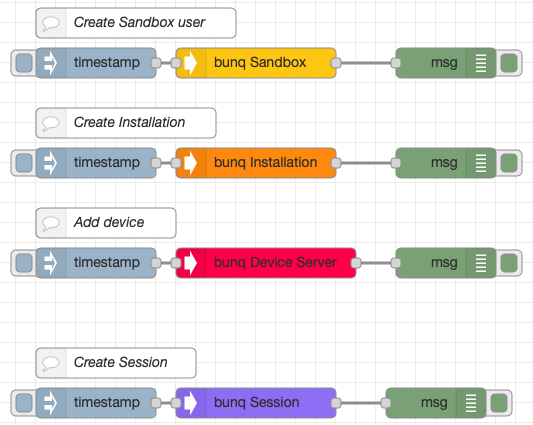 Create Sandbox user
timestamp bunq Sandbox msg
Create Installation
timestamp bunq Installation msg
Add device
timestamp bunq Device Server msg
Create Session
timestamp bunq Session msg